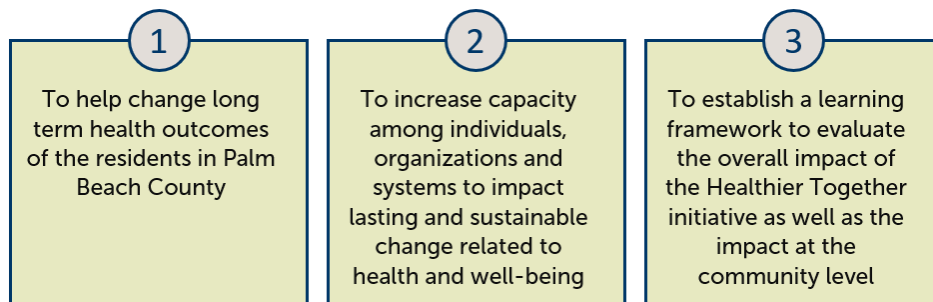 1
To help change long
term health outcomes
of the residents in Palm
Beach County
2
To increase capacity
among individuals,
organizations and
systems to impact
lasting and sustainable
change related to
health and well-being
3
To establish a learning
framework to evaluate
the overall impact of
the Healthier Together
initiative as well as the
impact at the
community level